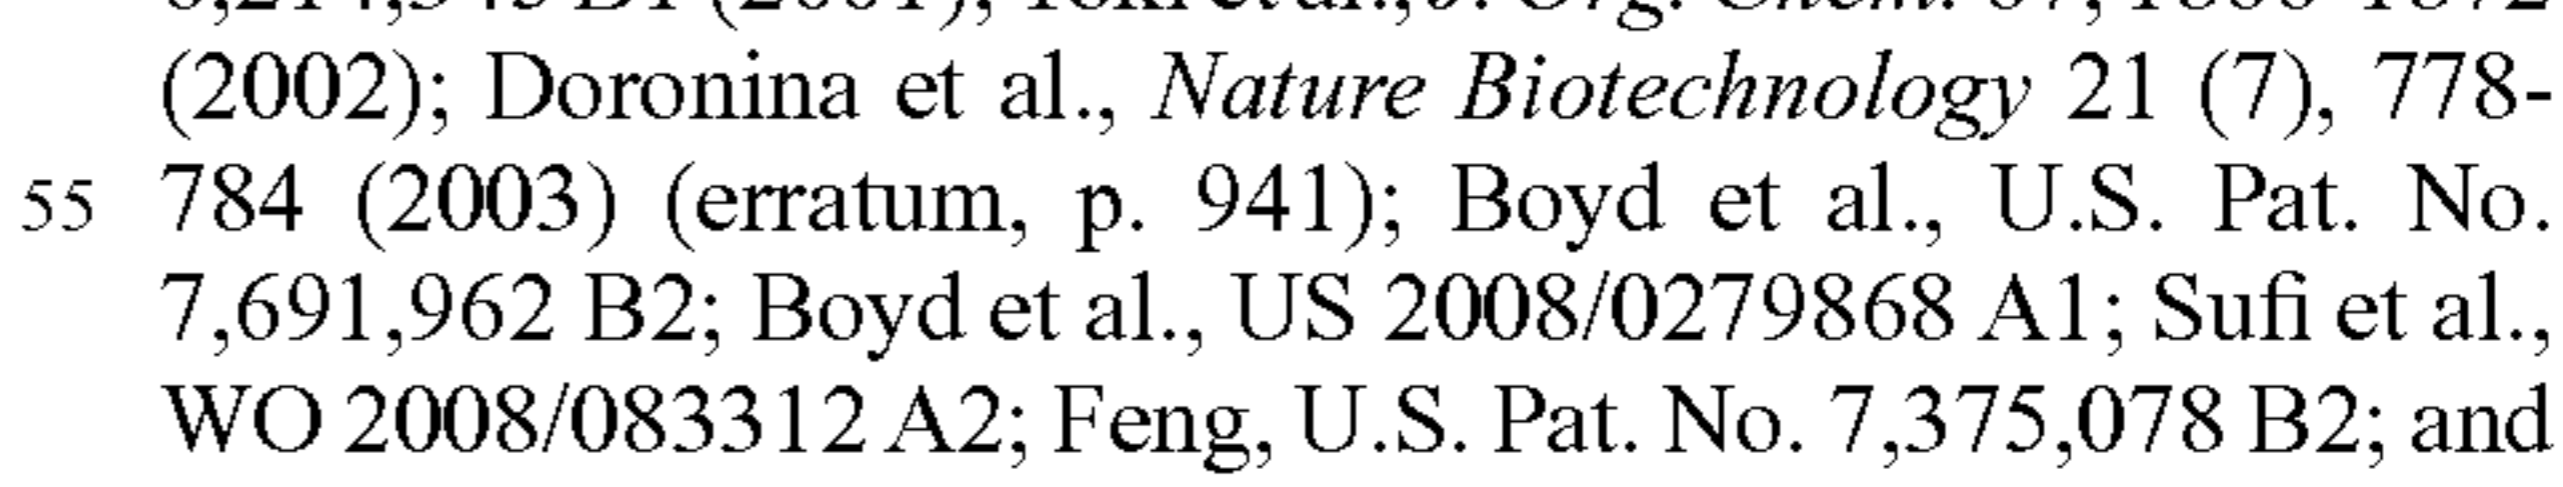 (2002); Doronina et al., Nature Biotechnology 21 (7), 778-
55 784 (2003) (erratum, p. 941); Boyd et al., U.S. Pat. No.
7,691,962 B2; Boyd et al., US 2008/0279868 A1; Sufi et al.,
WO 2008/083312 A2; Feng, U.S. Pat. No. 7,375,078 B2; and